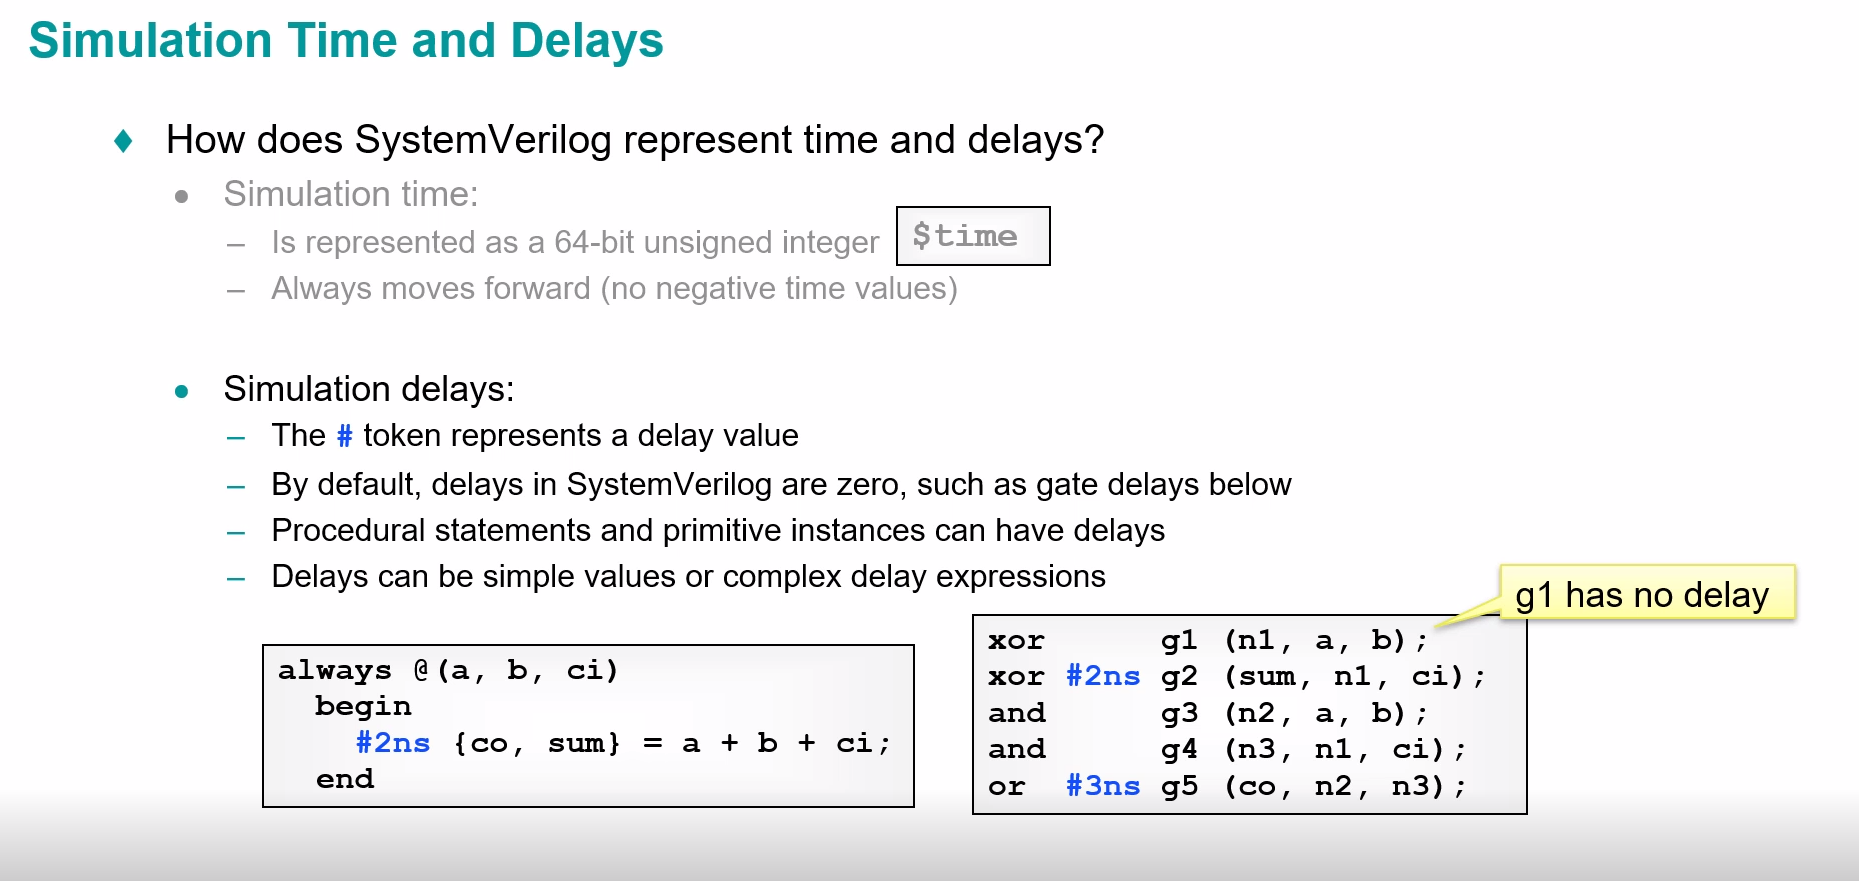 Simulation Time and Delays
♦ How does SystemVerilog represent time and delays?
● Simulation time:
– Is represented as a 64-bit unsigned integer $time
– Always moves forward (no negative time values)
● Simulation delays:
– The # token represents a delay value
– By default, delays in SystemVerilog are zero, such as gate delays below
– Procedural statements and primitive instances can have delays
– Delays can be simple values or complex delay expressions
always @(a, b, ci)
  begin
    #2ns {co, sum} = a + b + ci;
  end
g1 has no delay
xor      g1 (n1, a, b);
xor #2ns g2 (sum, n1, ci);
and      g3 (n2, a, b);
and      g4 (n3, n1, ci);
or  #3ns g5 (co, n2, n3);